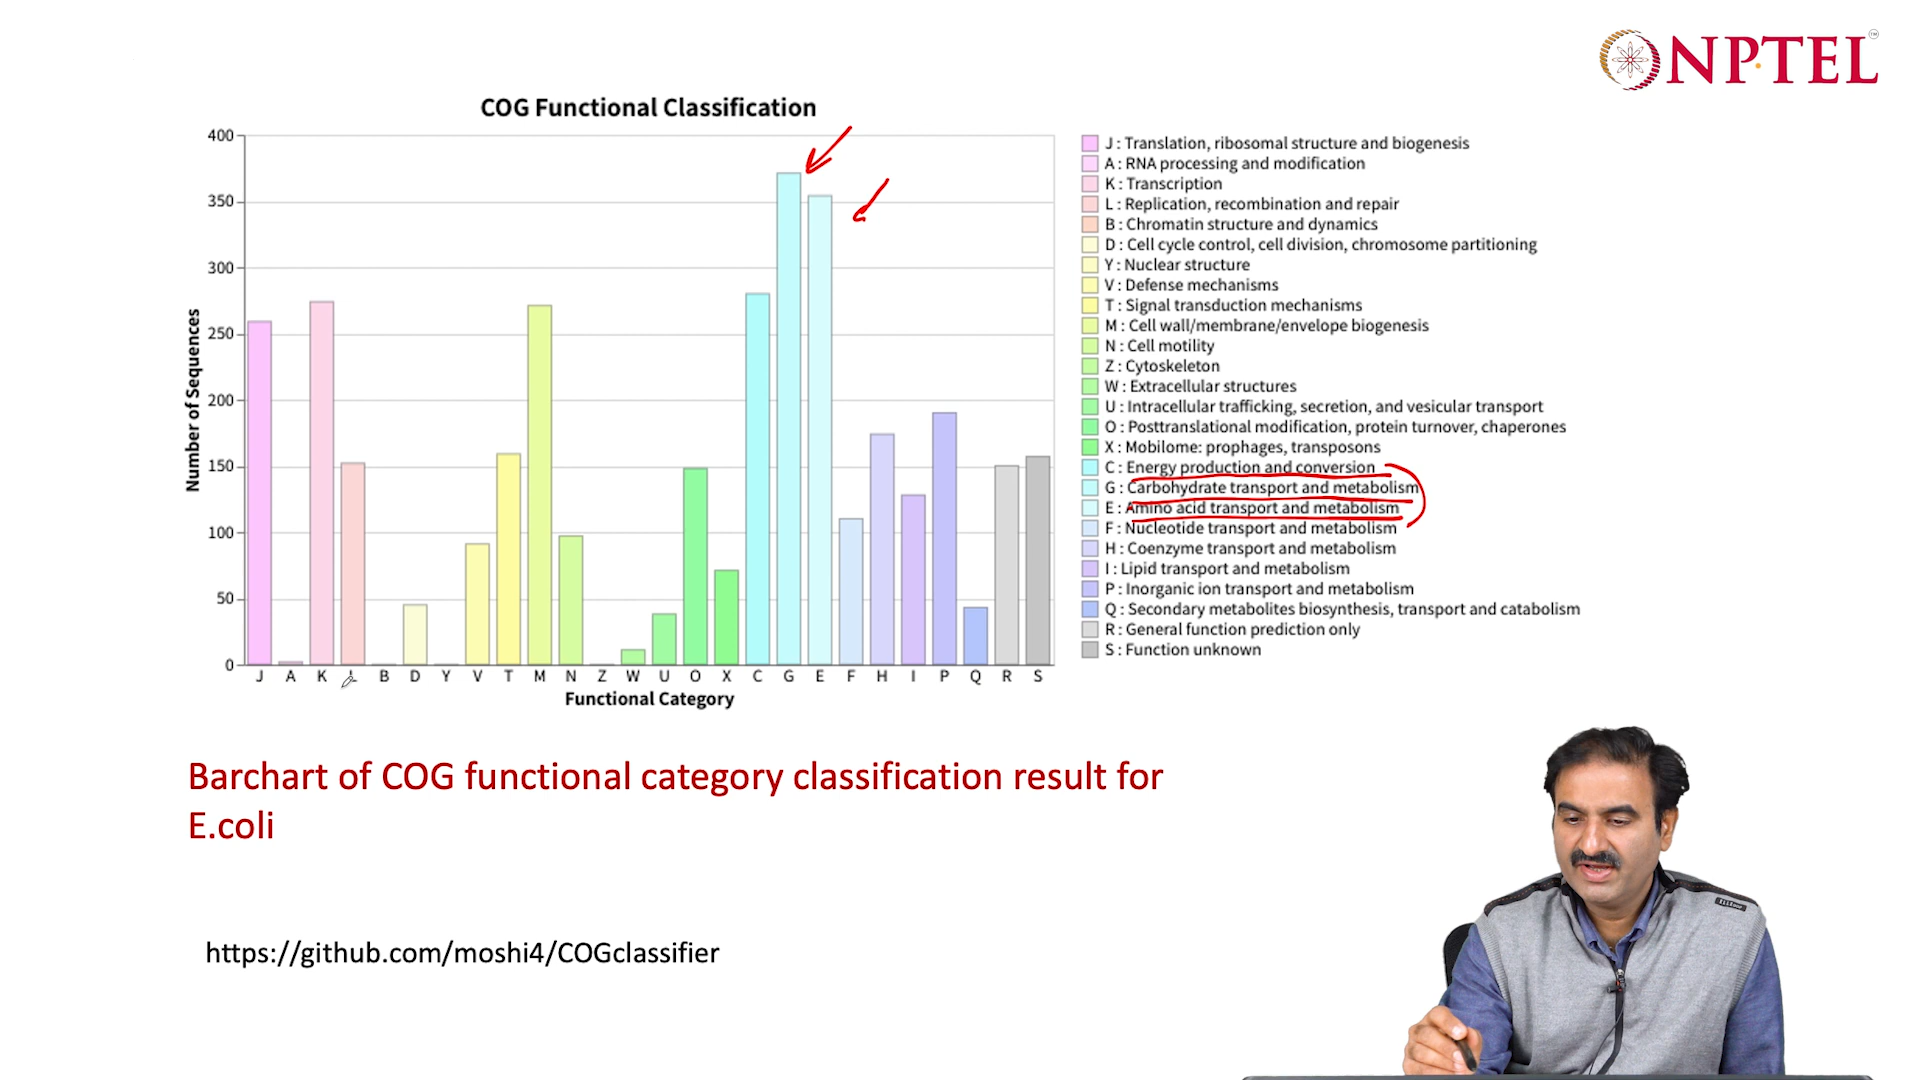 NPTEL
TM
COG Functional Classification
400
350
300
250
200
150
100
50
0
Number of Sequences
J A K L B D Y V T M N Z W U O X C G E F H I P Q R S
Functional Category
J : Translation, ribosomal structure and biogenesis
A : RNA processing and modification
K : Transcription
L : Replication, recombination and repair
B : Chromatin structure and dynamics
D : Cell cycle control, cell division, chromosome partitioning
Y : Nuclear structure
V : Defense mechanisms
T : Signal transduction mechanisms
M : Cell wall/membrane/envelope biogenesis
N : Cell motility
Z : Cytoskeleton
W : Extracellular structures
U : Intracellular trafficking, secretion, and vesicular transport
O : Posttranslational modification, protein turnover, chaperones
X : Mobilome: prophages, transposons
C : Energy production and conversion
G : Carbohydrate transport and metabolism
E : Amino acid transport and metabolism
F : Nucleotide transport and metabolism
H : Coenzyme transport and metabolism
I : Lipid transport and metabolism
P : Inorganic ion transport and metabolism
Q : Secondary metabolites biosynthesis, transport and catabolism
R : General function prediction only
S : Function unknown
Barchart of COG functional category classification result for
E.coli
https://github.com/moshi4/COGclassifier